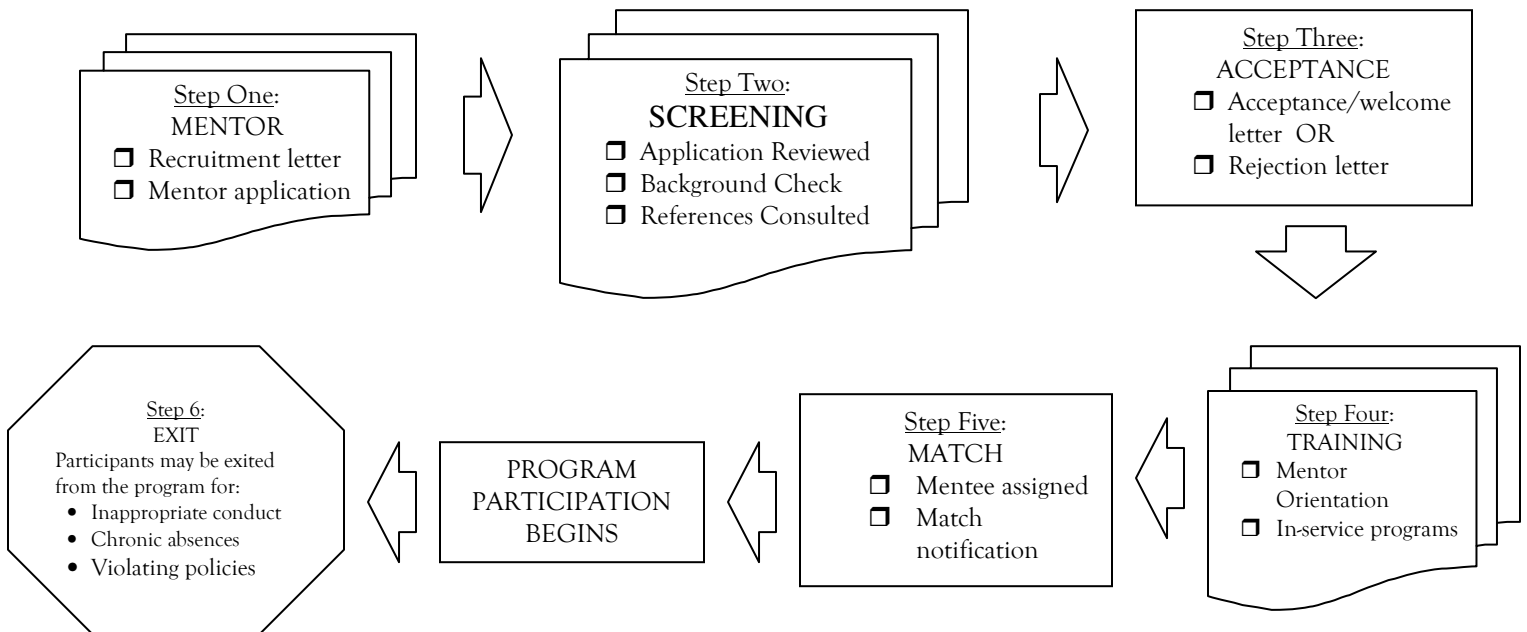 Step One:
MENTOR
❒ Recruitment letter
❒ Mentor application
Step Two:
SCREENING
❒ Application Reviewed
❒ Background Check
❒ References Consulted
Step Three:
ACCEPTANCE
❒ Acceptance/welcome
letter OR
❒ Rejection letter
Step Four:
TRAINING
❒ Mentor
Orientation
❒ In-service programs
Step Five:
MATCH
❒ Mentee assigned
❒ Match
notification
PROGRAM
PARTICIPATION
BEGINS
Step 6:
EXIT
Participants may be exited
from the program for:
• Inappropriate conduct
• Chronic absences
• Violating policies